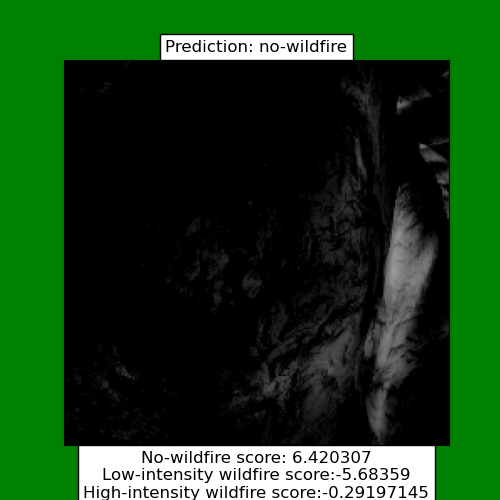 Prediction: no-wildfire
No-wildfire score: 6.420307
Low-intensity wildfire score:-5.68359
High-intensity wildfire score:-0.29197145